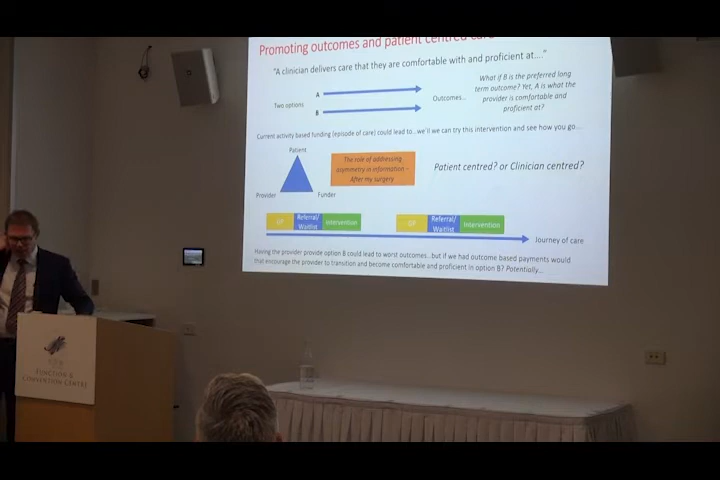 Promoting outcomes and patient centred care
"A clinician delivers care that they are comfortable with and proficient at...."
What if B is the preferred long
term outcome? Yet, A is what the
provider is comfortable and
proficient at?
A
Two options
Outcomes...
B
Current activity based funding (episode of care) could lead to...we'll we can try this intervention and see how you go...
Patient
The role of addressing
asymmetry in information –
After my surgery
Patient centred? or Clinician centred?
Provider
Funder
GP
Referral/
Waitlist
Intervention
GP
Referral/
Waitlist
Intervention
Journey of care
Having the provider provide option B could lead to worst outcomes...but if we had outcome based payments would
that encourage the provider to transition and become comfortable and proficient in option B? Potentially...
FUNCTION &
CONVENTION CENTRE